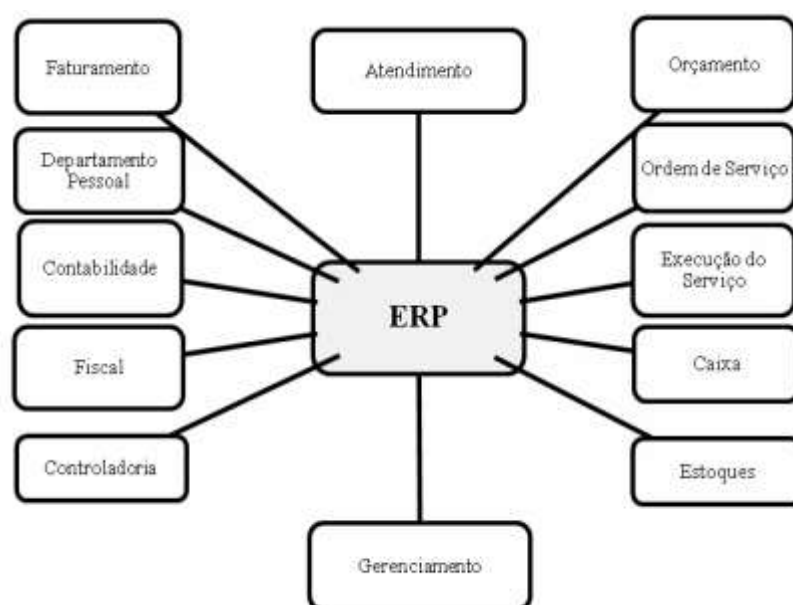 Faturamento
Atendimento
Orçamento
Departamento
Pessoal
Ordem de Serviço
Contabilidade
Execução do
Serviço
ERP
Fiscal
Caixa
Controladoria
Estoques
Gerenciamento